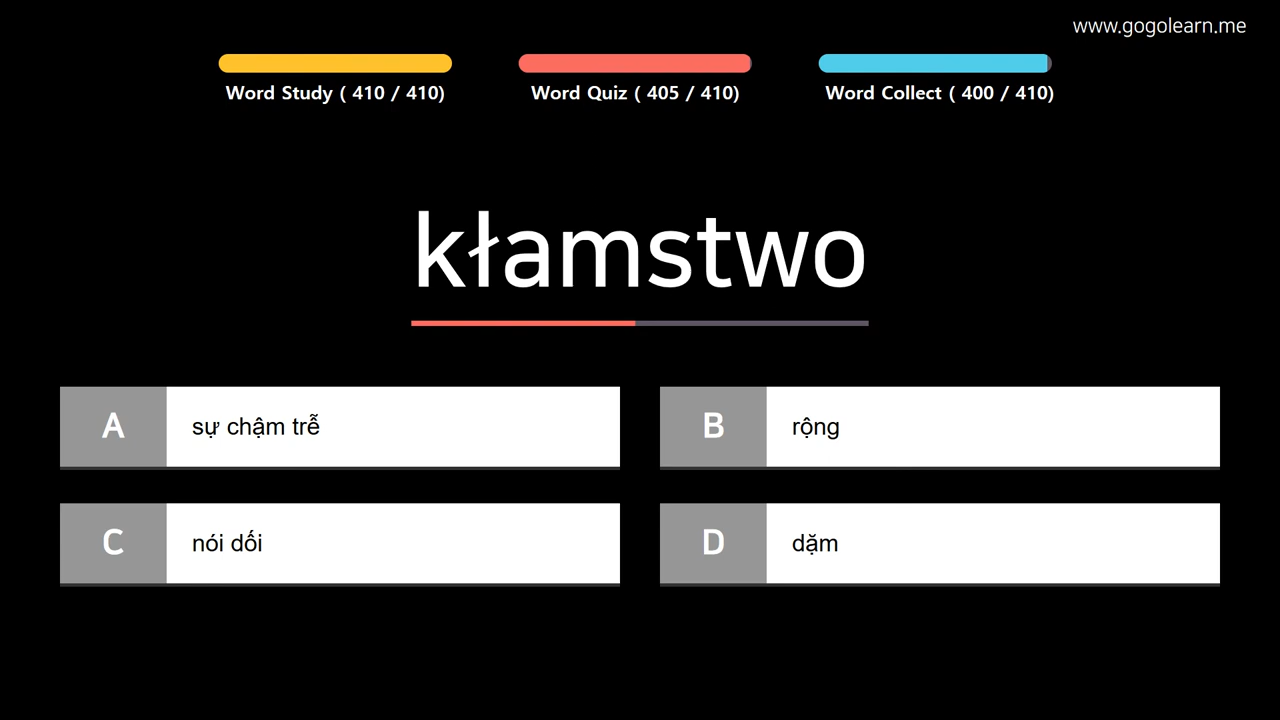 www.gogolearn.me
Word Study ( 410 / 410)
Word Quiz ( 405 / 410)
Word Collect ( 400 / 410)
kłamstwo
A
sự chậm trễ
B
rộng
C
nói dối
D
dặm